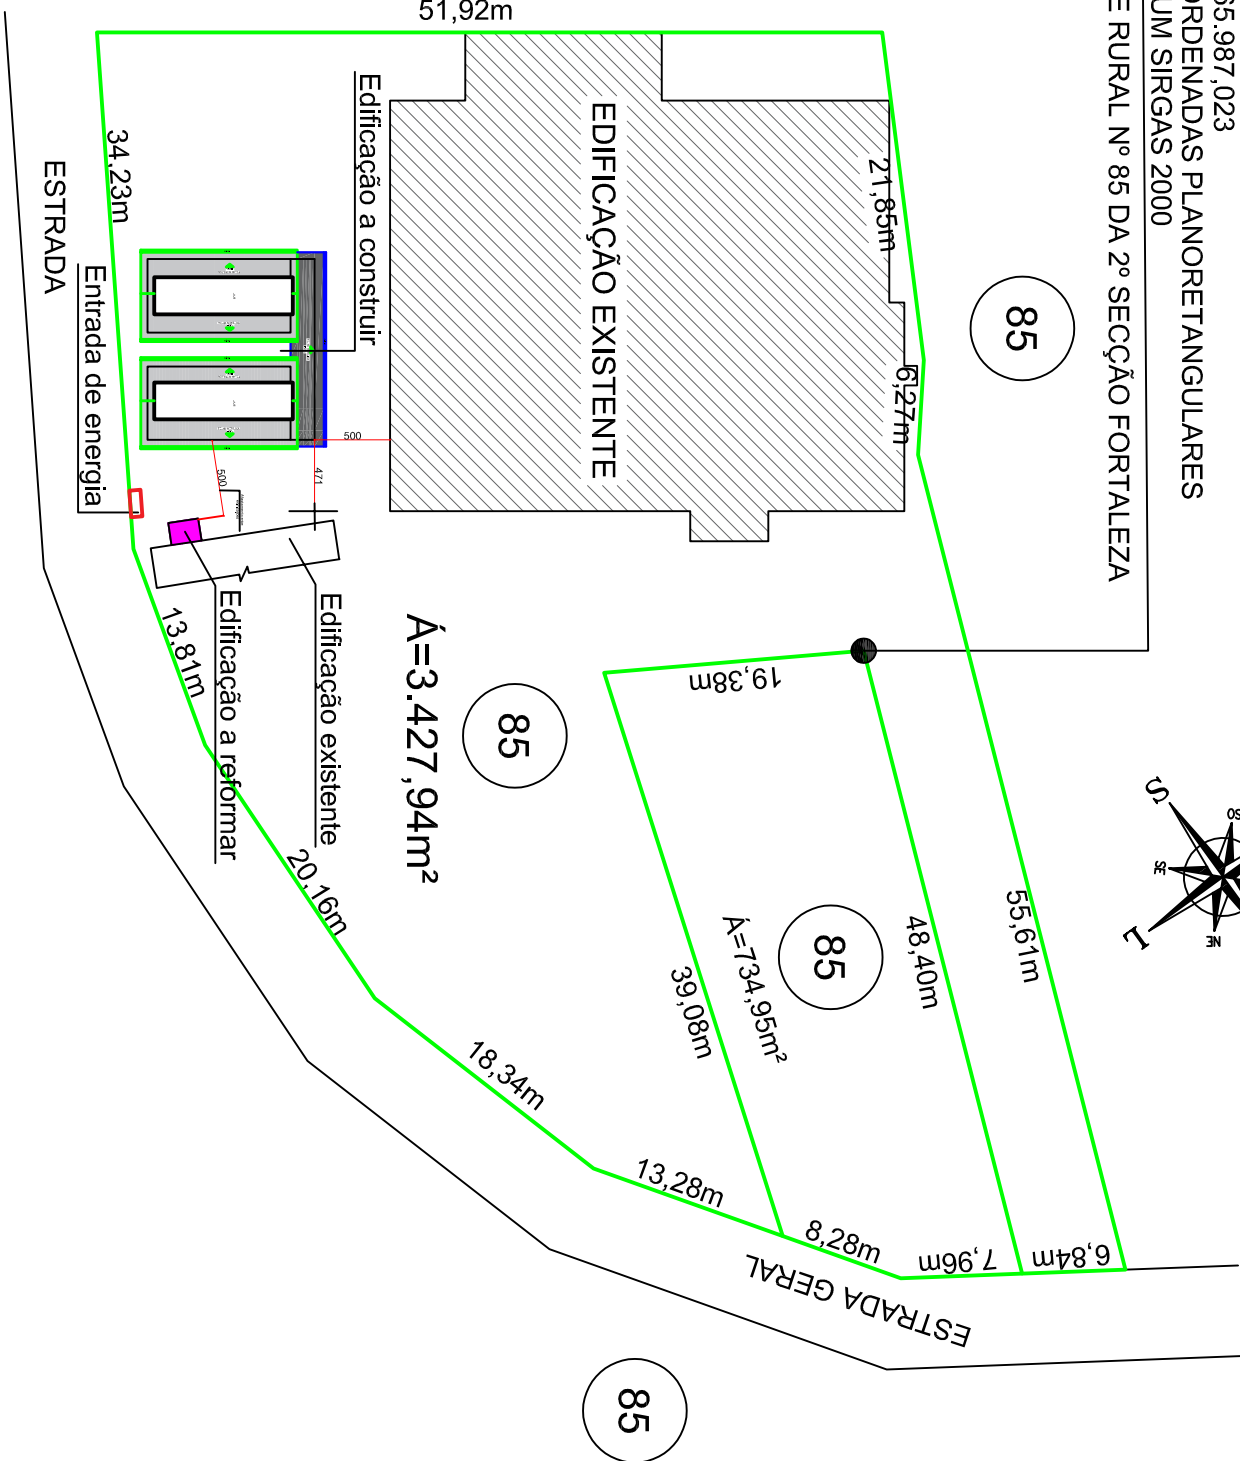 51,92m
65.987,023
ORDENADAS PLANORETANGULARES
UM SIRGAS 2000
E RURAL Nº 85 DA 2º SECÇÃO FORTALEZA
85
21,85m
6,27m
EDIFICAÇÃO EXISTENTE
Edificação a construir
34,23m
ESTRADA
Entrada de energia
500
471
500
Edificação existente
Edificação a reformar
13,81m
Á=3.427,94m²
85
19,38m
20,16m
18,34m
13,28m
39,08m
Á=734,95m²
85
48,40m
55,61m
8,28m
7,96m
6,84m
ESTRADA GERAL
S
SO
SE
L
NE
85